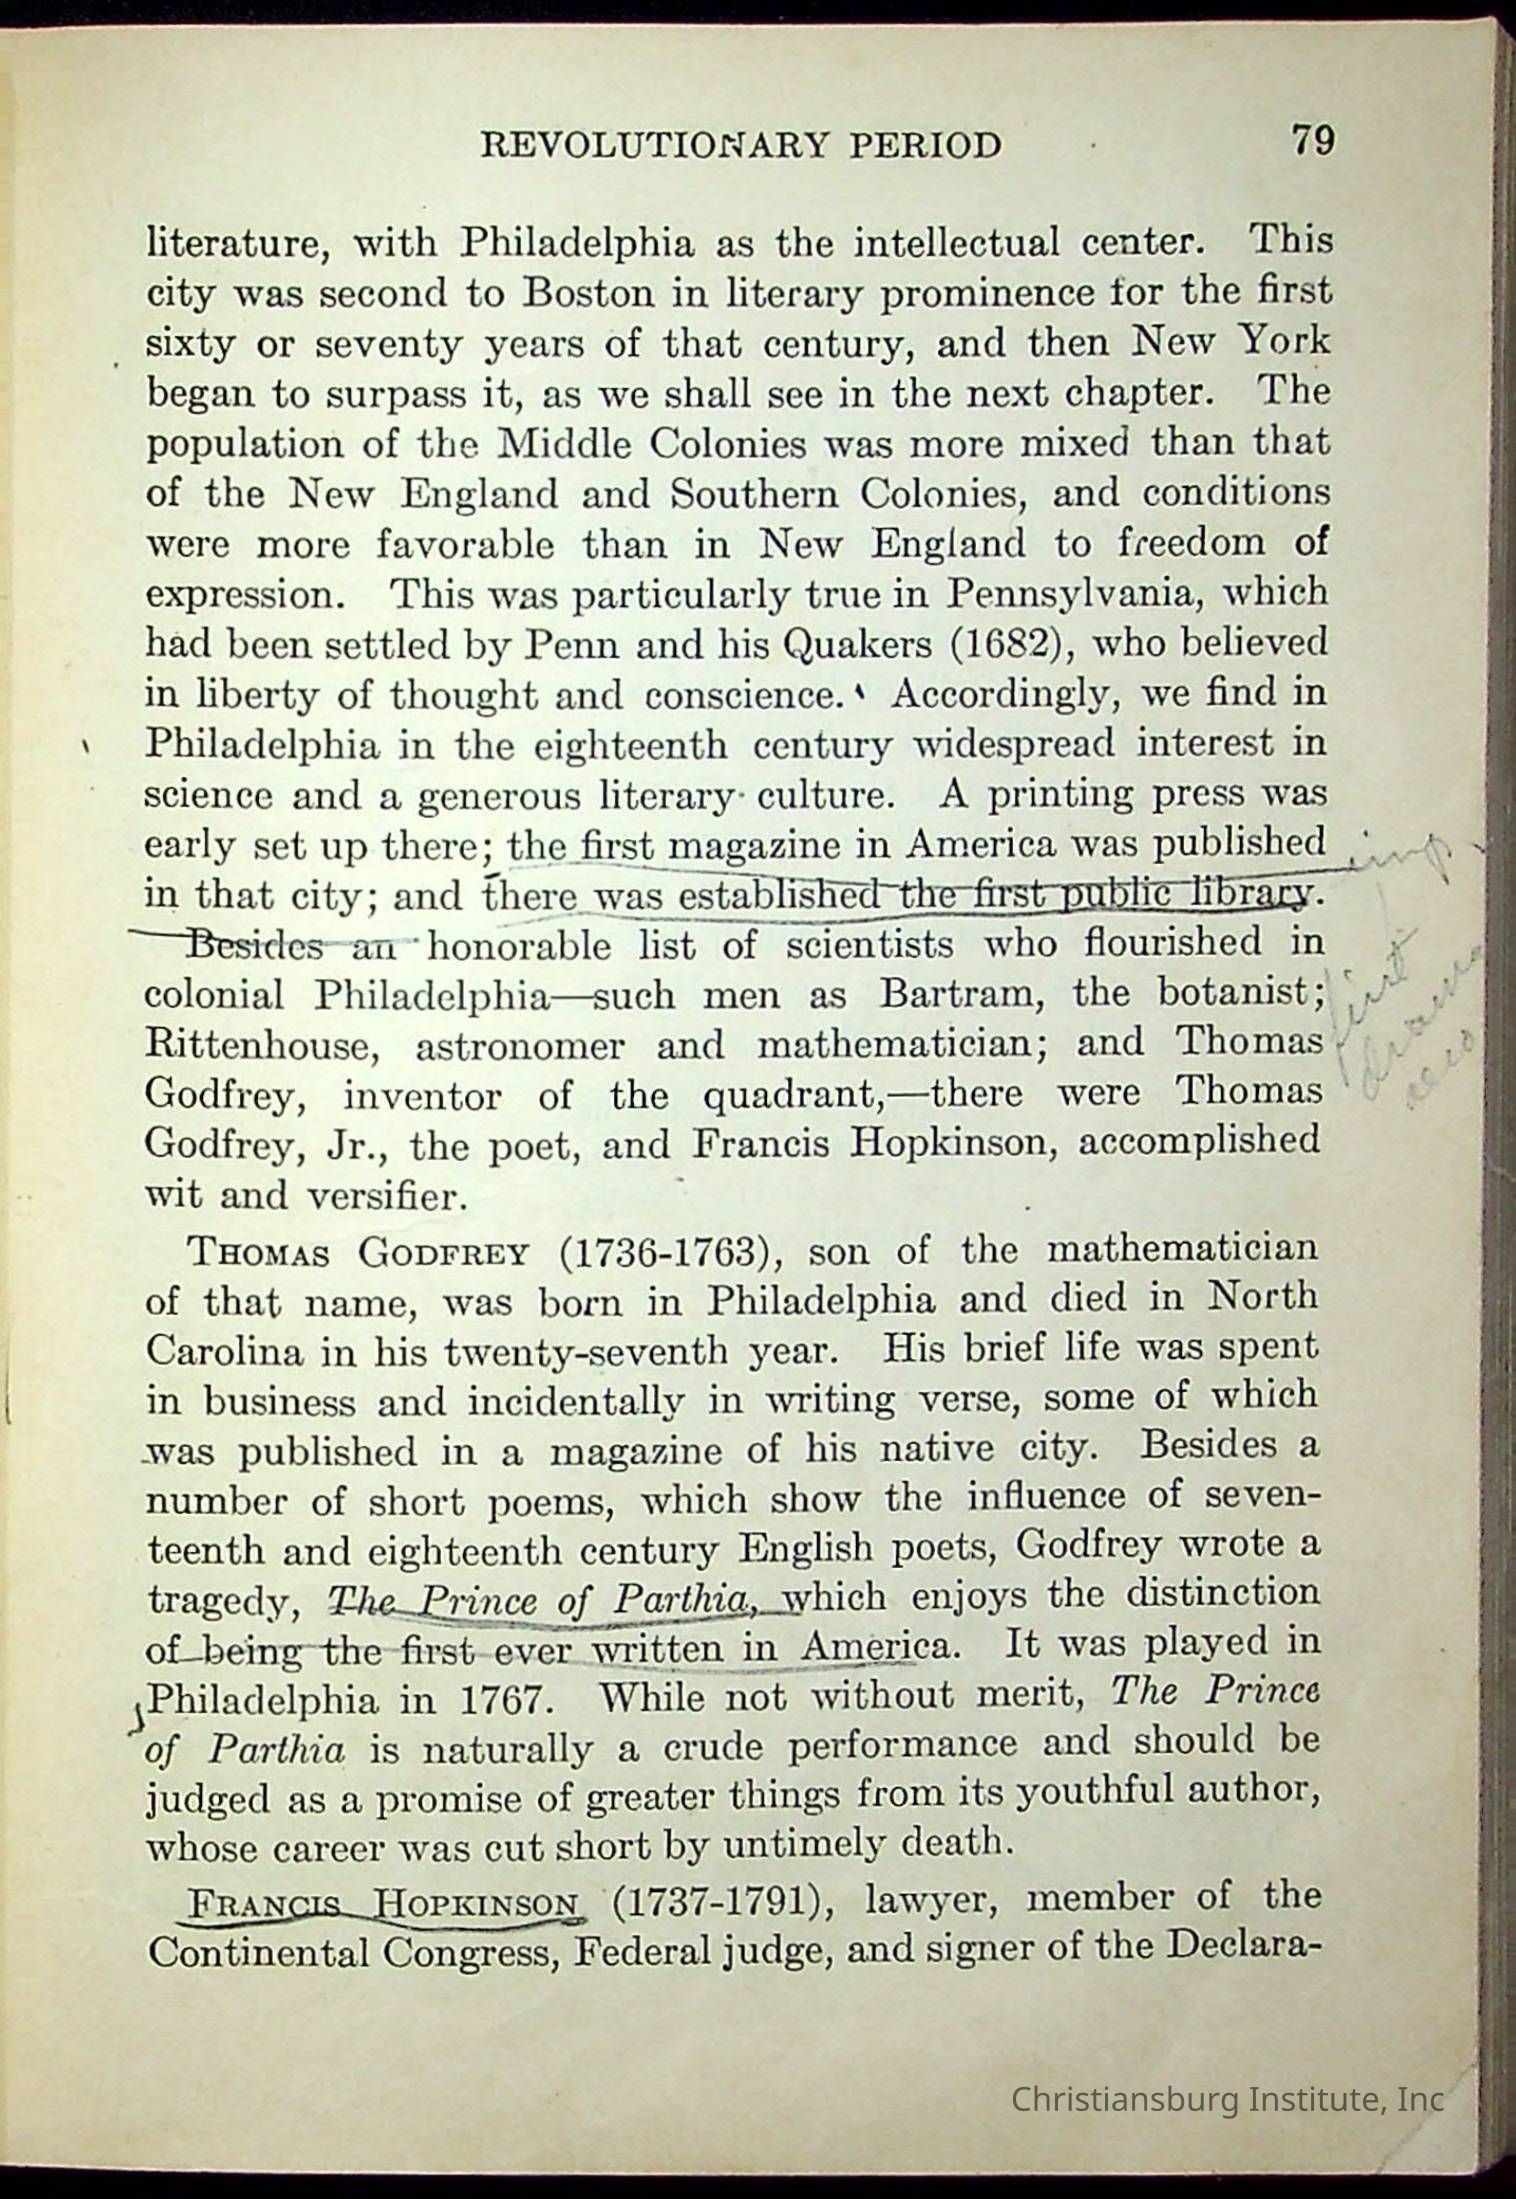 REVOLUTIONARY PERIOD 79
literature, with Philadelphia as the intellectual center. This
city was second to Boston in literary prominence for the first
sixty or seventy years of that century, and then New York
began to surpass it, as we shall see in the next chapter. The
population of the Middle Colonies was more mixed than that
of the New England and Southern Colonies, and conditions
were more favorable than in New England to freedom of
expression. This was particularly true in Pennsylvania, which
had been settled by Penn and his Quakers (1682), who believed
in liberty of thought and conscience. Accordingly, we find in
Philadelphia in the eighteenth century widespread interest in
science and a generous literary culture. A printing press was
early set up there; the first magazine in America was published
imp.
in that city; and there was established the first public library.
Besides an honorable list of scientists who flourished in
colonial Philadelphia—such men as Bartram, the botanist;
Rittenhouse, astronomer and mathematician; and Thomas
Godfrey, inventor of the quadrant,—there were Thomas
Godfrey, Jr., the poet, and Francis Hopkinson, accomplished
wit and versifier.
first
drama
THOMAS GODFREY (1736-1763), son of the mathematician
of that name, was born in Philadelphia and died in North
Carolina in his twenty-seventh year. His brief life was spent
in business and incidentally in writing verse, some of which
was published in a magazine of his native city. Besides a
number of short poems, which show the influence of seven-
teenth and eighteenth century English poets, Godfrey wrote a
tragedy, The Prince of Parthia, which enjoys the distinction
of being the first ever written in America. It was played in
Philadelphia in 1767. While not without merit, The Prince
of Parthia is naturally a crude performance and should be
judged as a promise of greater things from its youthful author,
whose career was cut short by untimely death.
FRANCIS HOPKINSON (1737-1791), lawyer, member of the
Continental Congress, Federal judge, and signer of the Declara-
Christiansburg Institute, Inc